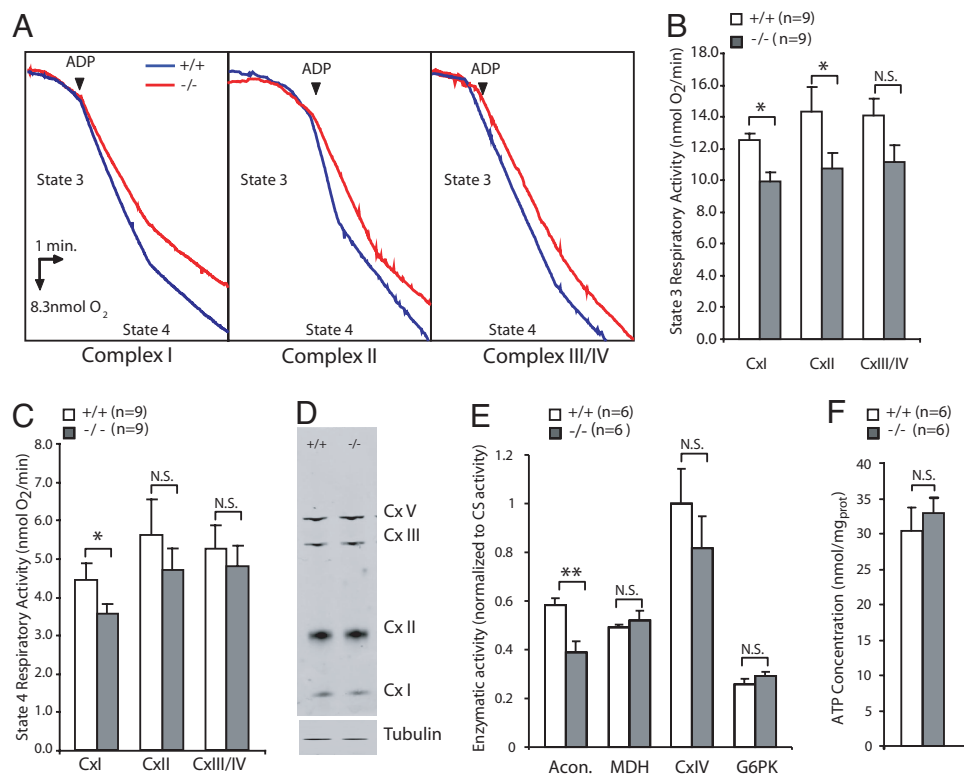 A
ADP
+/+
-/-
State 3
1 min.
8.3nmol O2
State 4
Complex I
ADP
State 3
State 4
Complex II
ADP
State 3
State 4
Complex III/IV
B
+/+ (n=9)
-/- (n=9)
State 3 Respiratory Activity (nmol O2/min)
18.0
16.0
14.0
12.0
10.0
8.0
6.0
4.0
2.0
0.0
*
*
N.S.
CxI
CxII
CxIII/IV
C
+/+ (n=9)
-/- (n=9)
State 4 Respiratory Activity (nmol O2/min)
8.0
7.0
6.0
5.0
4.0
3.0
2.0
1.0
0.0
*
N.S.
N.S.
CxI
CxII
CxIII/IV
D
+/+ -/-
Cx V
Cx III
Cx II
Cx I
Tubulin
E
+/+ (n=6)
-/- (n=6)
Enzymatic activity (normalized to CS activity)
1.2
1
0.8
0.6
0.4
0.2
0
**
N.S.
N.S.
N.S.
Acon.
MDH
CxIV
G6PK
F
+/+ (n=6)
-/- (n=6)
ATP Concentration (nmol/mgprot)
40
35
30
25
20
15
10
5
0
N.S.